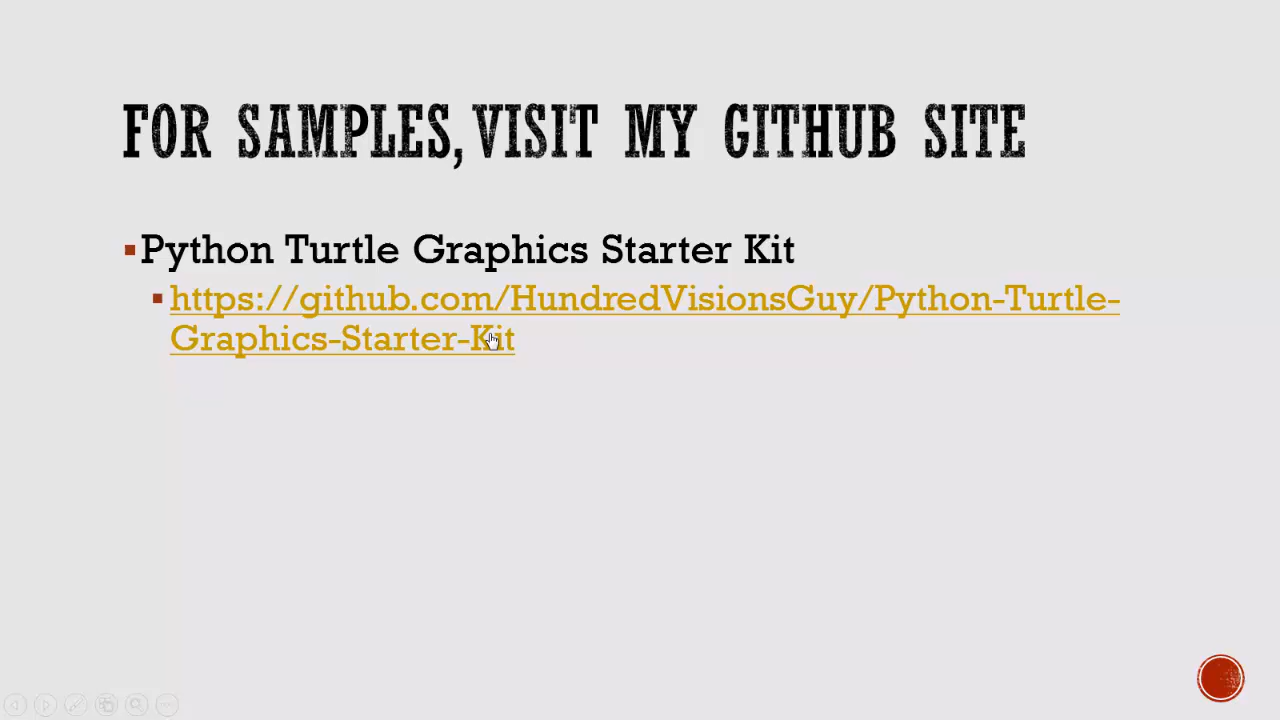 FOR SAMPLES, VISIT MY GITHUB SITE
Python Turtle Graphics Starter Kit
https://github.com/HundredVisionsGuy/Python-Turtle-
Graphics-Starter-Kit